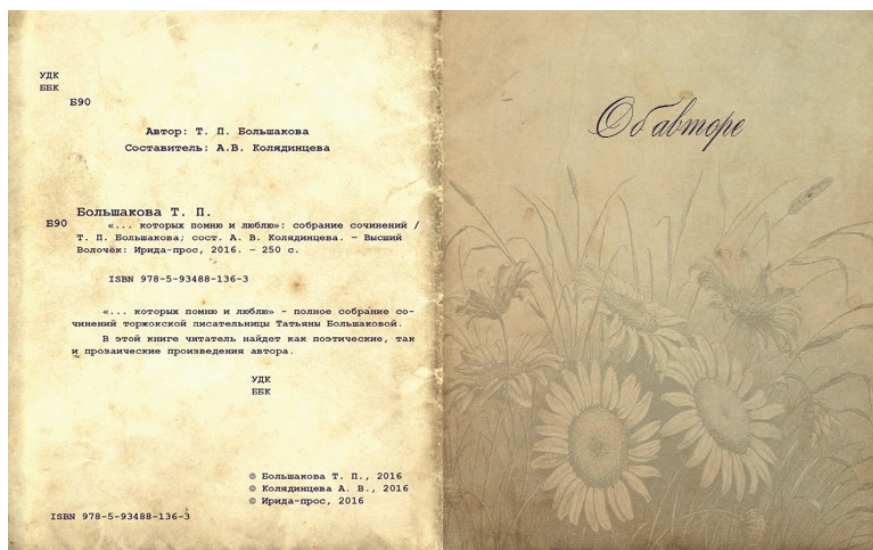 УДК
ББК
Б90
Автор: Т. П. Большакова
Составитель: А.В. Колядинцева
Большакова Т. П.
Б90 «... которых помню и люблю»: собрание сочинений /
Т. П. Большакова; сост. А. В. Колядинцева. – Высший
Волочек: Ирида-прос, 2016. – 250 с.
ISBN 978-5-93488-136-3
«... которых помню и люблю» – полное собрание со-
чинений торжокской писательницы Татьяны Большаковой.
В этой книге читатель найдет как поэтические, так
и прозаические произведения автора.
УДК
ББК
© Большакова Т. П., 2016
© Колядинцева А. В., 2016
© Ирида-прос, 2016
ISBN 978-5-93488-136-3
Об авторе